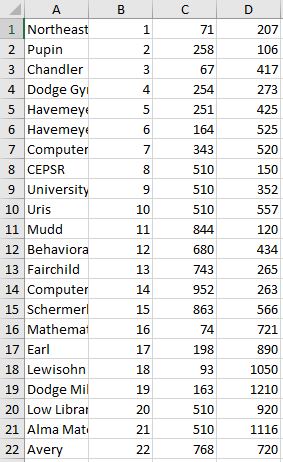 A B C D
1 Northeast 1 71 207
2 Pupin 2 258 106
3 Chandler 3 67 417
4 Dodge Gy 4 254 273
5 Havemeye 5 251 425
6 Havemeye 6 164 525
7 Computer 7 343 520
8 CEPSR 8 510 150
9 University 9 510 352
10 Uris 10 510 557
11 Mudd 11 844 120
12 Behaviora 12 680 434
13 Fairchild 13 743 265
14 Computer 14 952 263
15 Schermerl 15 863 566
16 Mathemat 16 74 721
17 Earl 17 198 890
18 Lewisohn 18 93 1050
19 Dodge Mil 19 163 1210
20 Low Librar 20 510 920
21 Alma Mat 21 510 1116
22 Avery 22 768 720